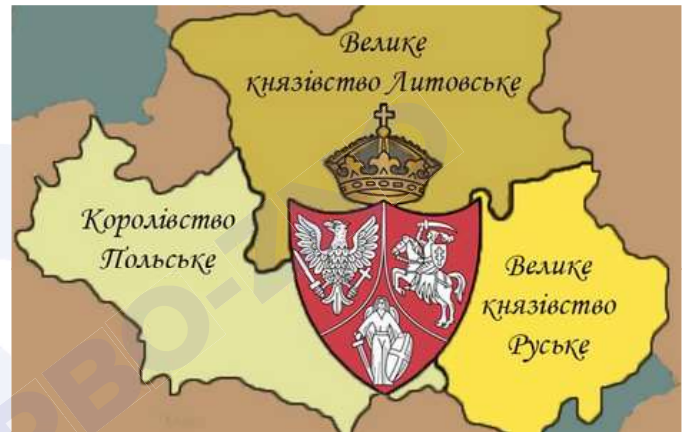 Велике
князівство Литовське
Королівство
Польське
Велике
князівство
Руське